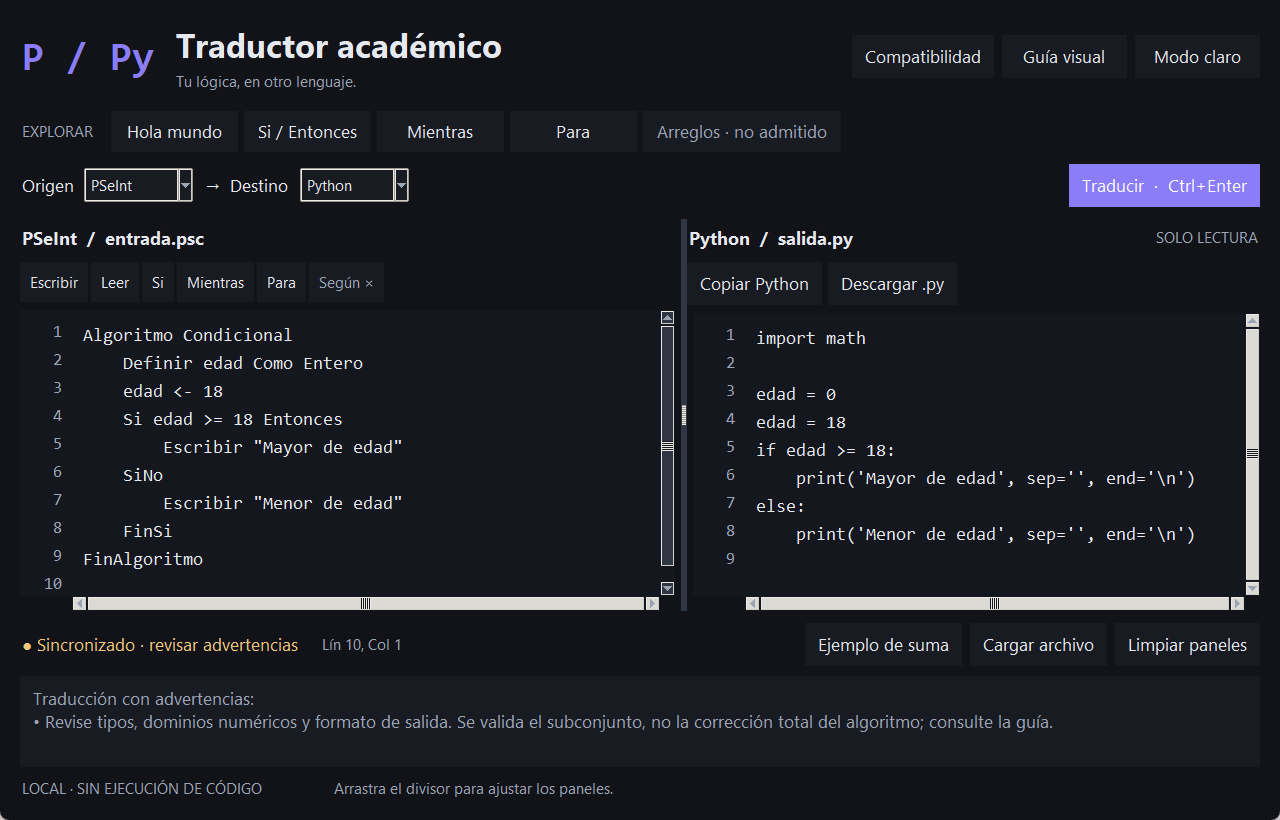 P / Py
Traductor académico
Tu lógica, en otro lenguaje.
Compatibilidad
Guía visual
Modo claro
EXPLORAR
Hola mundo
Si / Entonces
Mientras
Para
Arreglos · no admitido
Origen
PSeInt
→
Destino
Python
Traducir · Ctrl+Enter
PSeInt / entrada.psc
Escribir
Leer
Si
Mientras
Para
Según ×
1 Algoritmo Condicional
2     Definir edad Como Entero
3     edad <- 18
4     Si edad >= 18 Entonces
5         Escribir "Mayor de edad"
6     SiNo
7         Escribir "Menor de edad"
8     FinSi
9 FinAlgoritmo
10
Python / salida.py
SOLO LECTURA
Copiar Python
Descargar .py
1 import math
2
3 edad = 0
4 edad = 18
5 if edad >= 18:
6     print('Mayor de edad', sep='', end='\n')
7 else:
8     print('Menor de edad', sep='', end='\n')
9
● Sincronizado · revisar advertencias
Lín 10, Col 1
Ejemplo de suma
Cargar archivo
Limpiar paneles
Traducción con advertencias:
• Revise tipos, dominios numéricos y formato de salida. Se valida el subconjunto, no la corrección total del algoritmo; consulte la guía.
LOCAL · SIN EJECUCIÓN DE CÓDIGO
Arrastra el divisor para ajustar los paneles.